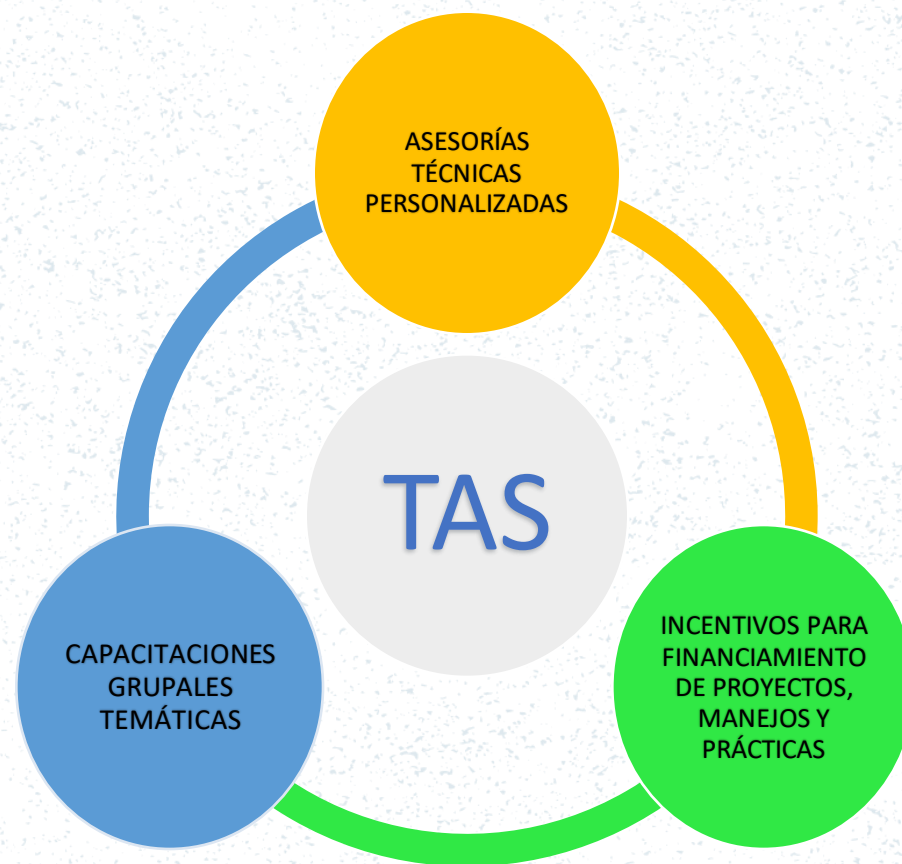 ASESORÍAS
TÉCNICAS
PERSONALIZADAS
TAS
CAPACITACIONES
GRUPALES
TEMÁTICAS
INCENTIVOS PARA
FINANCIAMIENTO
DE PROYECTOS,
MANEJOS Y
PRÁCTICAS